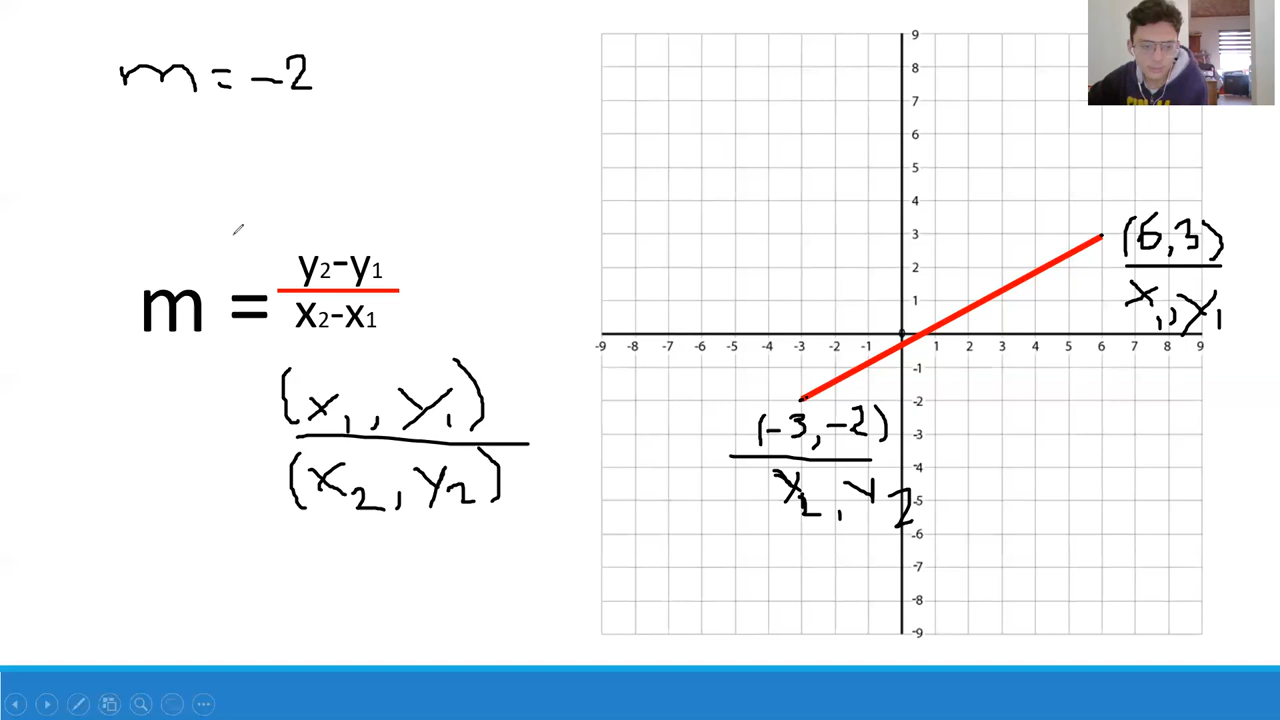 m = -2
m = y2-y1
x2-x1
(x1, y1)
(x2, y2)
9
8
7
6
5
4
3
2
1
-9 -8 -7 -6 -5 -4 -3 -2 -1 0 1 2 3 4 5 6 7 8 9
-1
-2
-3
-4
-5
-6
-7
-8
-9
(6,3)
x1, y1
(-3,-2)
x2, y2